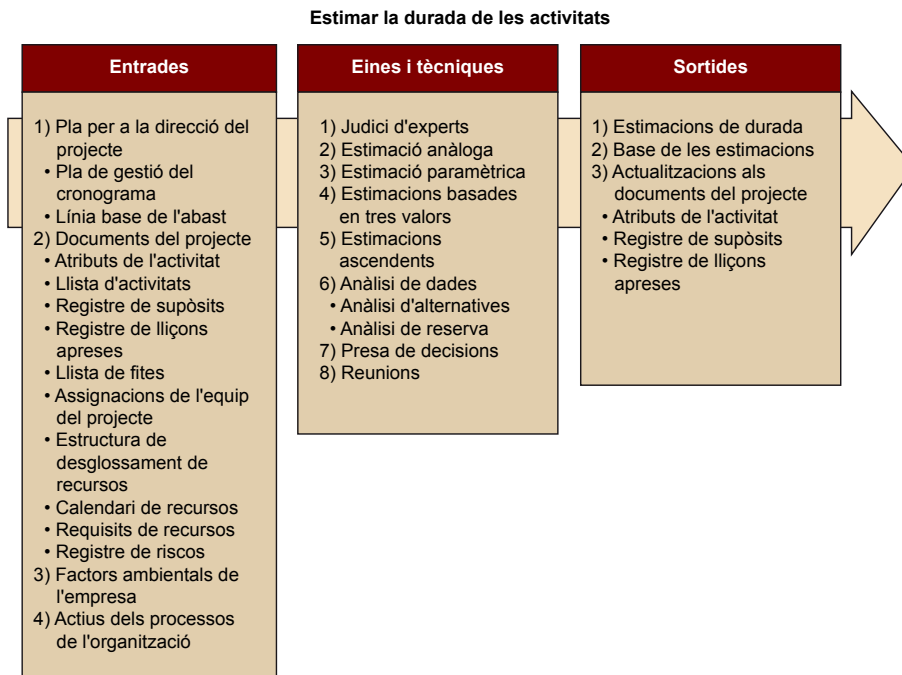 Estimar la durada de les activitats
Entrades
1) Pla per a la direcció del
projecte
• Pla de gestió del
cronograma
• Línia base de l'abast
2) Documents del projecte
• Atributs de l'activitat
• Llista d'activitats
• Registre de supòsits
• Registre de lliçons
apreses
• Llista de fites
• Assignacions de l'equip
del projecte
• Estructura de
desglossament de
recursos
• Calendari de recursos
• Requisits de recursos
• Registre de riscos
3) Factors ambientals de
l'empresa
4) Actius dels processos
de l'organització
Eines i tècniques
1) Judici d'experts
2) Estimació anàloga
3) Estimació paramètrica
4) Estimacions basades
en tres valors
5) Estimacions
ascendents
6) Anàlisi de dades
• Anàlisi d'alternatives
• Anàlisi de reserva
7) Presa de decisions
8) Reunions
Sortides
1) Estimacions de durada
2) Base de les estimacions
3) Actualitzacions als
documents del projecte
• Atributs de l'activitat
• Registre de supòsits
• Registre de lliçons
apreses